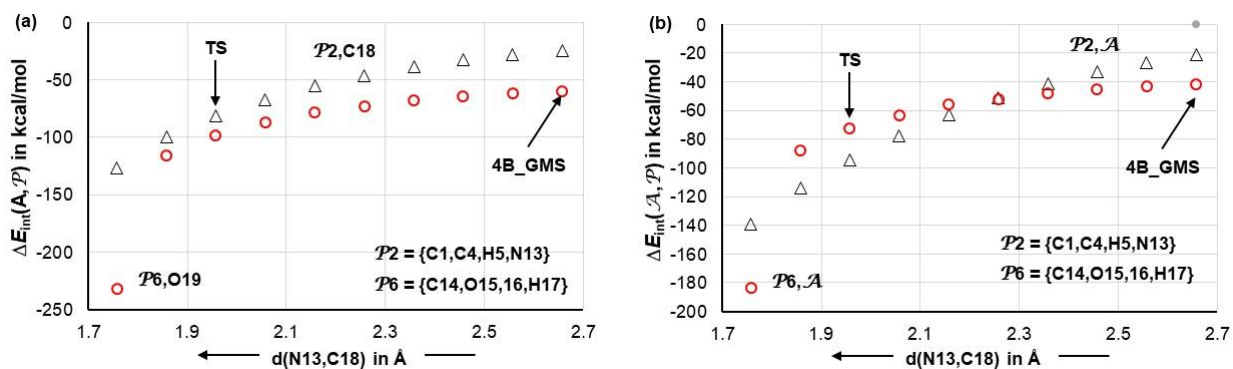 (a)
0
-50
-100
-150
-200
-250
ΔEint(A,𝒫) in kcal/mol
TS
𝒫2,C18
4B_GMS
𝒫6,O19
𝒫2 = {C1,C4,H5,N13}
𝒫6 = {C14,O15,16,H17}
1.7 1.9 2.1 2.3 2.5 2.7
d(N13,C18) in Å
(b)
0
-20
-40
-60
-80
-100
-120
-140
-160
-180
-200
ΔEint(𝒜,𝒫) in kcal/mol
TS
𝒫2,𝒜
4B_GMS
𝒫6,𝒜
𝒫2 = {C1,C4,H5,N13}
𝒫6 = {C14,O15,16,H17}
1.7 1.9 2.1 2.3 2.5 2.7
d(N13,C18) in Å